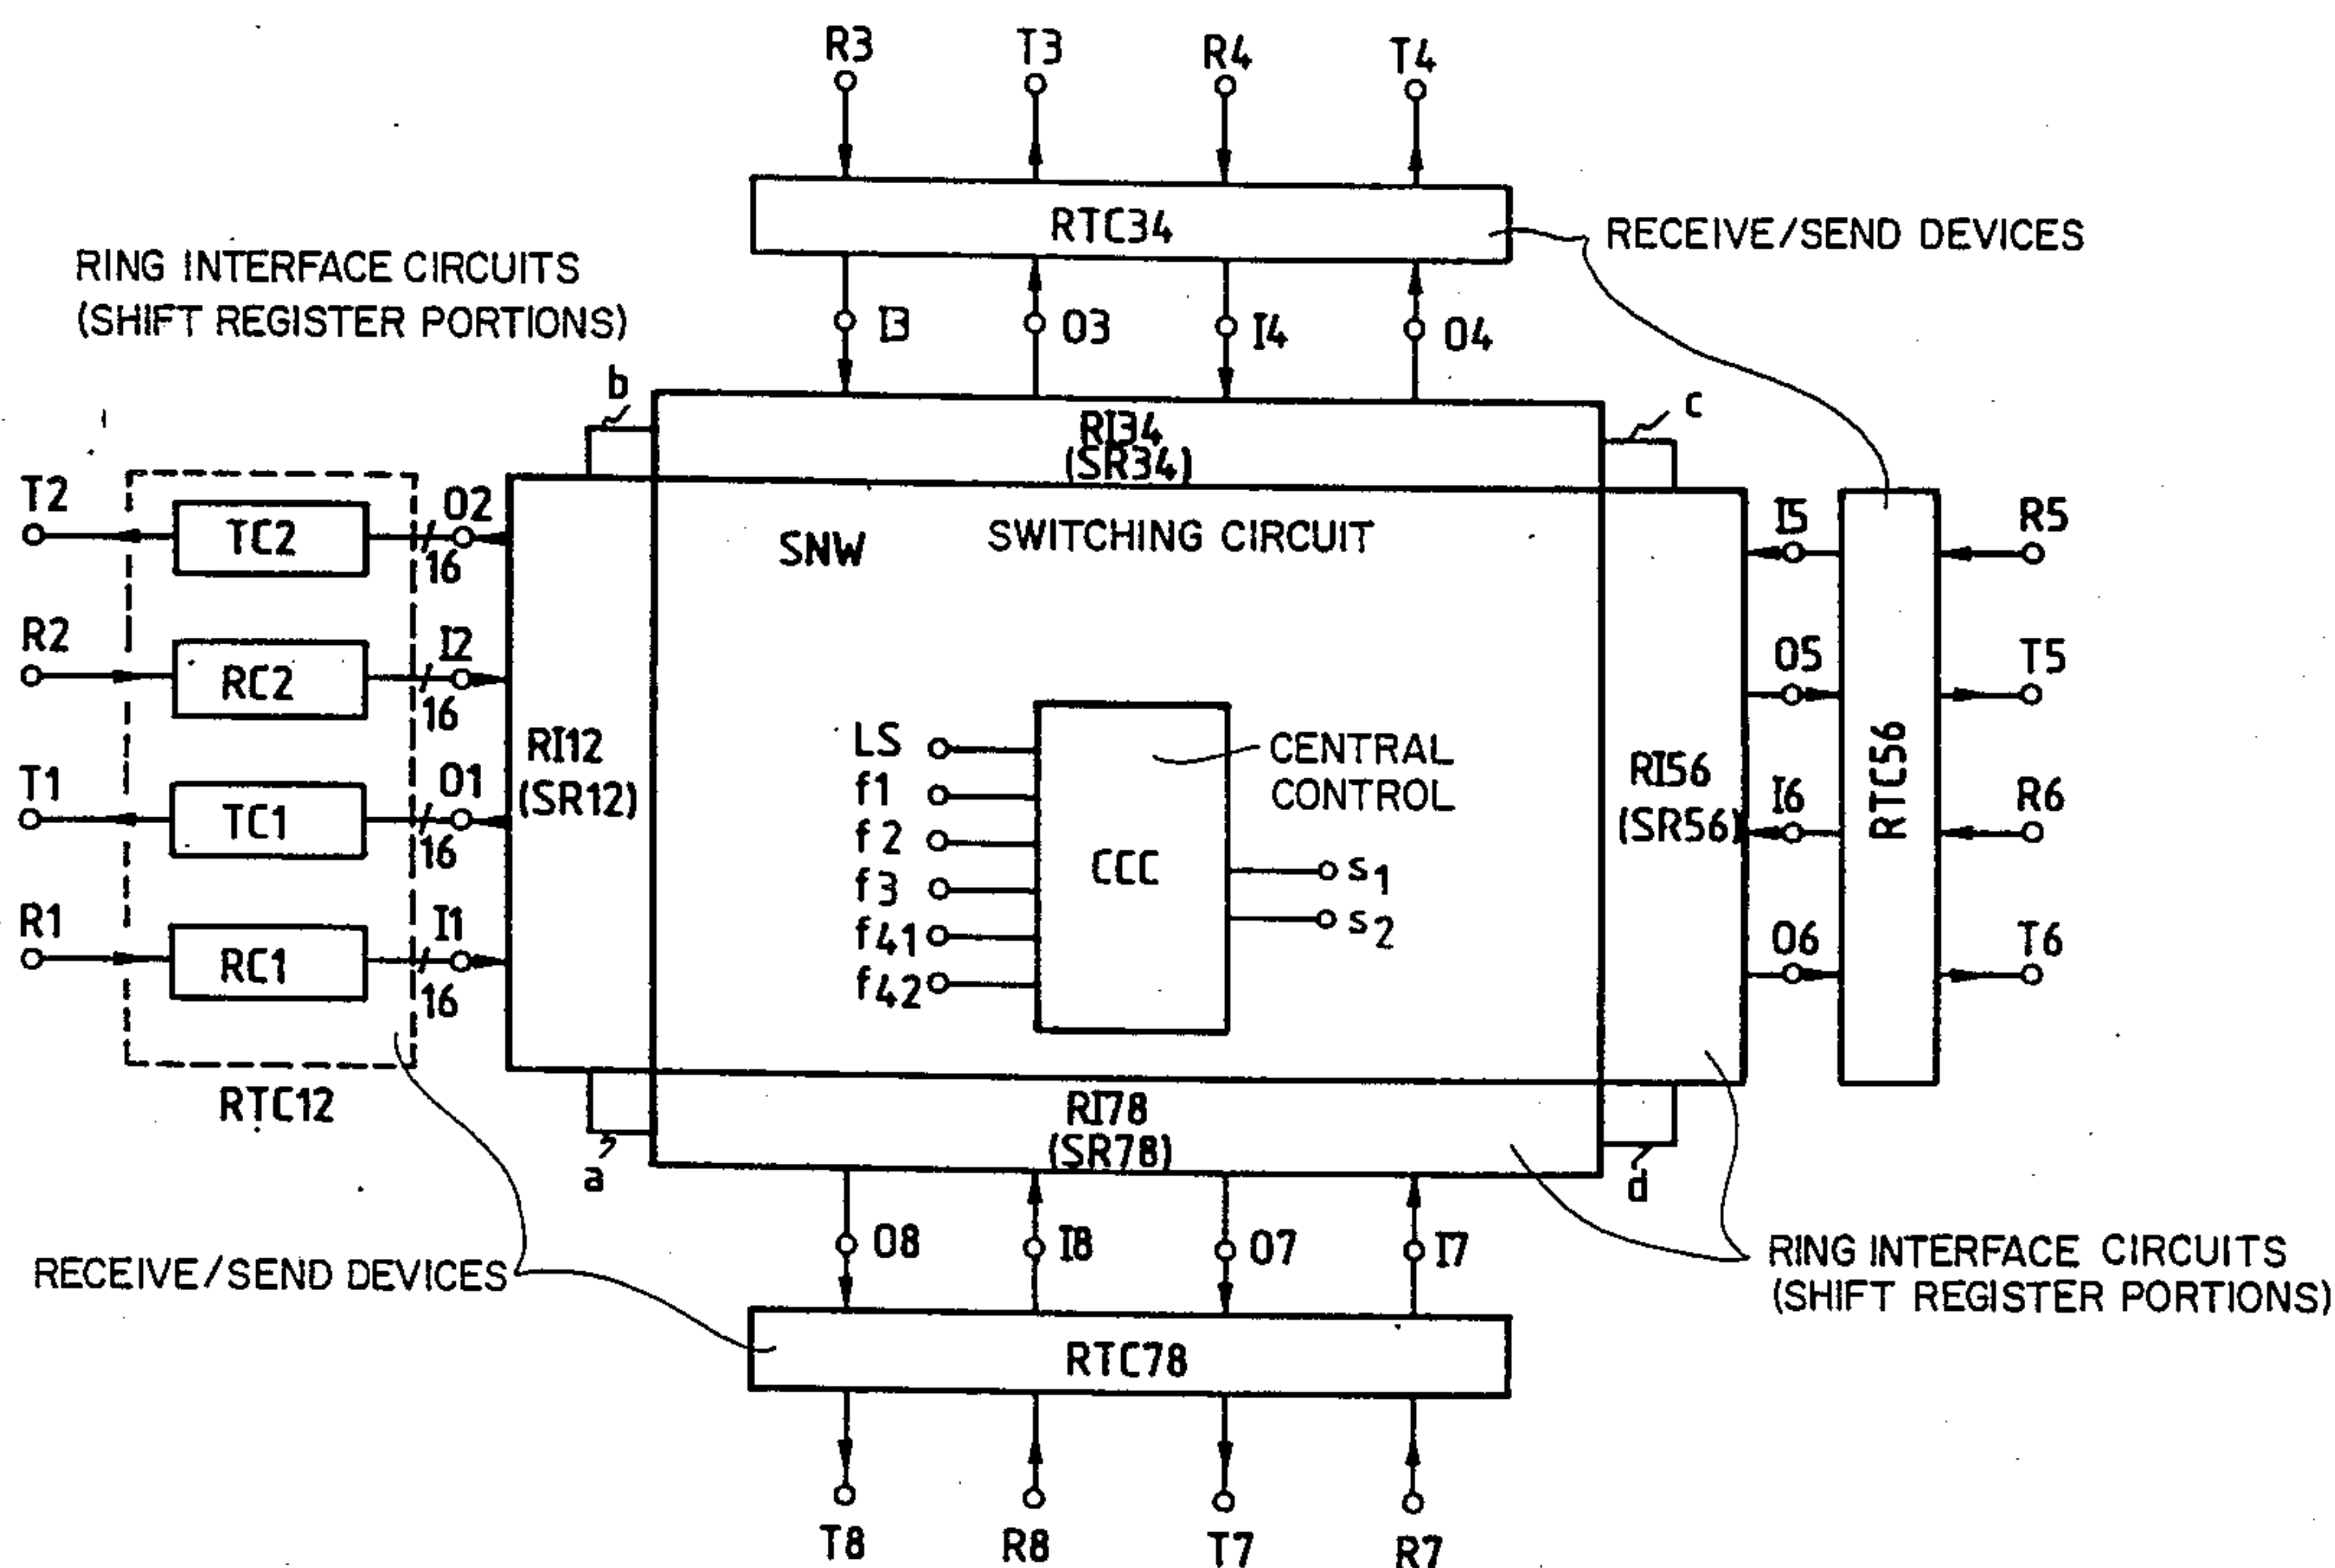 R3 T3 R4 T4
RTC34
RECEIVE/SEND DEVICES
RING INTERFACE CIRCUITS
(SHIFT REGISTER PORTIONS)
I3 O3 I4 O4
b
c
RI34
(SR34)
T2
TC2
O2
16
SNW
SWITCHING CIRCUIT
I5
R5
R2
RC2
I2
16
O5
T5
RI12
(SR12)
T1
TC1
O1
16
LS
f1
f2
f3
f41
f42
CCC
CENTRAL
CONTROL
s1
s2
RI56
(SR56)
I6
RTC56
R6
R1
RC1
I1
16
O6
T6
RTC12
a
RI78
(SR78)
d
O8 I8 O7 I7
RECEIVE/SEND DEVICES
RING INTERFACE CIRCUITS
(SHIFT REGISTER PORTIONS)
RTC78
T8 R8 T7 R7